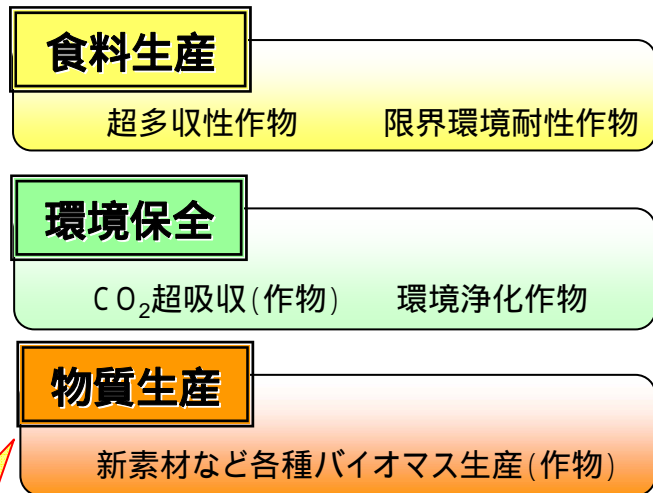 食料生産
超多収性作物 限界環境耐性作物
環境保全
CO₂超吸収(作物) 環境浄化作物
物質生産
新素材など各種バイオマス生産(作物)